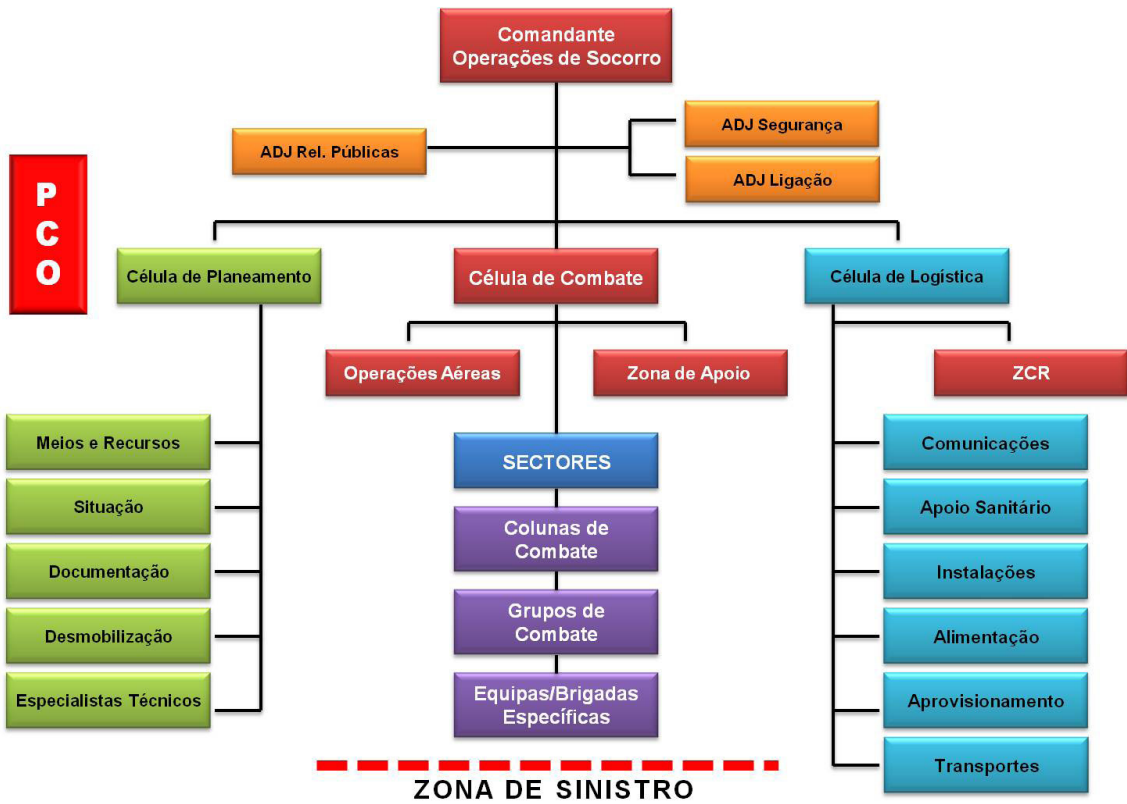 Comandante
Operações de Socorro
ADJ Segurança
ADJ Rel. Públicas
ADJ Ligação
P
C
O
Célula de Planeamento
Célula de Combate
Célula de Logística
Operações Aéreas
Zona de Apoio
ZCR
Meios e Recursos
Situação
Documentação
Desmobilização
Especialistas Técnicos
SECTORES
Colunas de
Combate
Grupos de
Combate
Equipas/Brigadas
Específicas
Comunicações
Apoio Sanitário
Instalações
Alimentação
Aprovisionamento
Transportes
ZONA DE SINISTRO